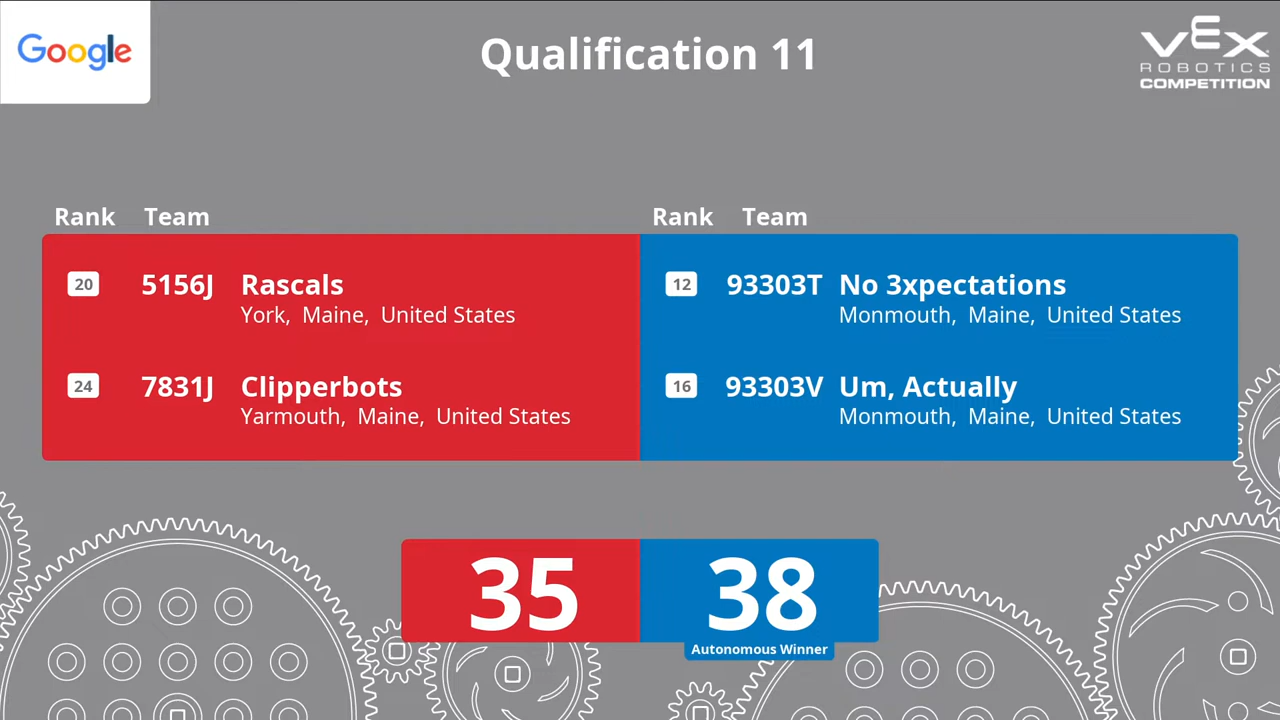 Google
Qualification 11
VEX
ROBOTICS
COMPETITION
Rank Team
20 5156J Rascals
York, Maine, United States
24 7831J Clipperbots
Yarmouth, Maine, United States
Rank Team
12 93303T No 3xpectations
Monmouth, Maine, United States
16 93303V Um, Actually
Monmouth, Maine, United States
35
38
Autonomous Winner